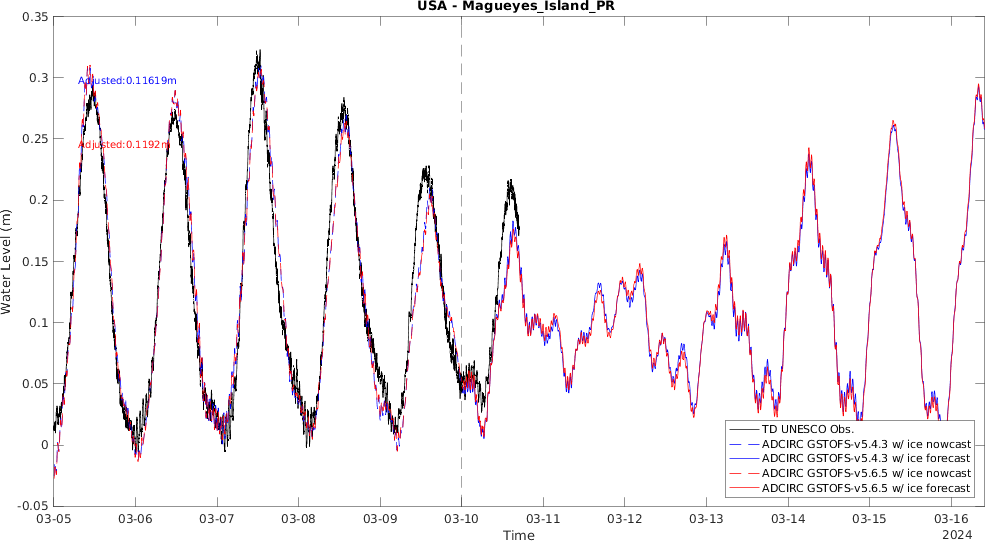 USA - Magueyes_Island_PR
0.35
0.3
0.25
0.2
0.15
0.1
0.05
0
-0.05
Water Level (m)
Adjusted:0.11619m
Adjusted:0.1192m
TD UNESCO Obs.
ADCIRC GSTOFS-v5.4.3 w/ ice nowcast
ADCIRC GSTOFS-v5.4.3 w/ ice forecast
ADCIRC GSTOFS-v5.6.5 w/ ice nowcast
ADCIRC GSTOFS-v5.6.5 w/ ice forecast
03-05 03-06 03-07 03-08 03-09 03-10 03-11 03-12 03-13 03-14 03-15 03-16
Time
2024